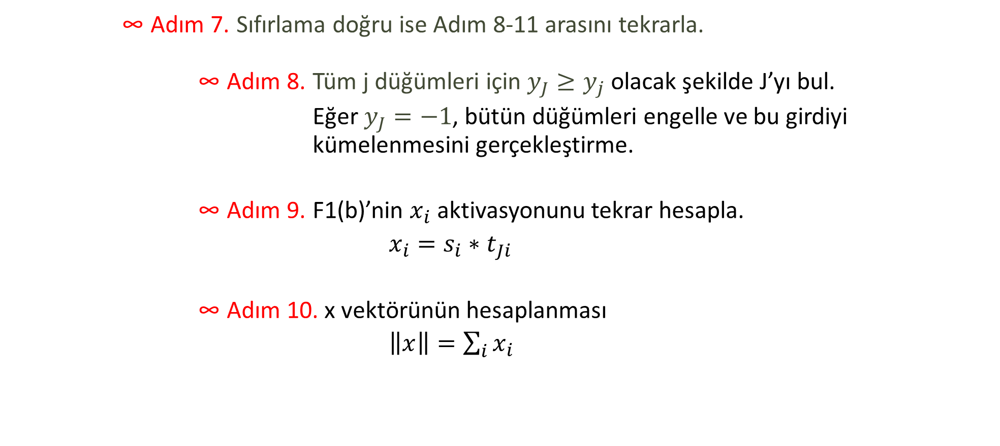 ∞ Adım 7. Sıfırlama doğru ise Adım 8-11 arasını tekrarla.
∞ Adım 8. Tüm j düğümleri için $y_J \geq y_j$ olacak şekilde J’yı bul.
Eğer $y_J = -1$, bütün düğümleri engelle ve bu girdiyi
kümelenmesini gerçekleştirme.
∞ Adım 9. F1(b)’nin $x_i$ aktivasyonunu tekrar hesapla.
$x_i = s_i * t_{Ji}$
∞ Adım 10. x vektörünün hesaplanması
$\|x\| = \sum_i x_i$